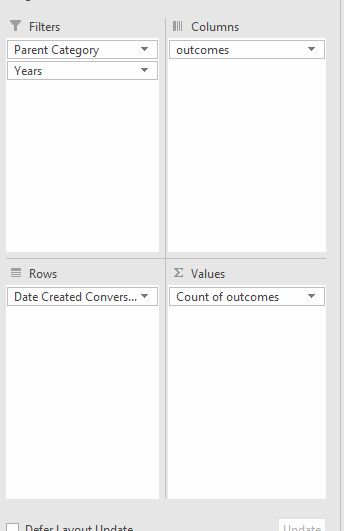 Filters
Columns
Parent Category
outcomes
Years
Rows
Values
Date Created Convers...
Count of outcomes
Defer Layout Update
Update